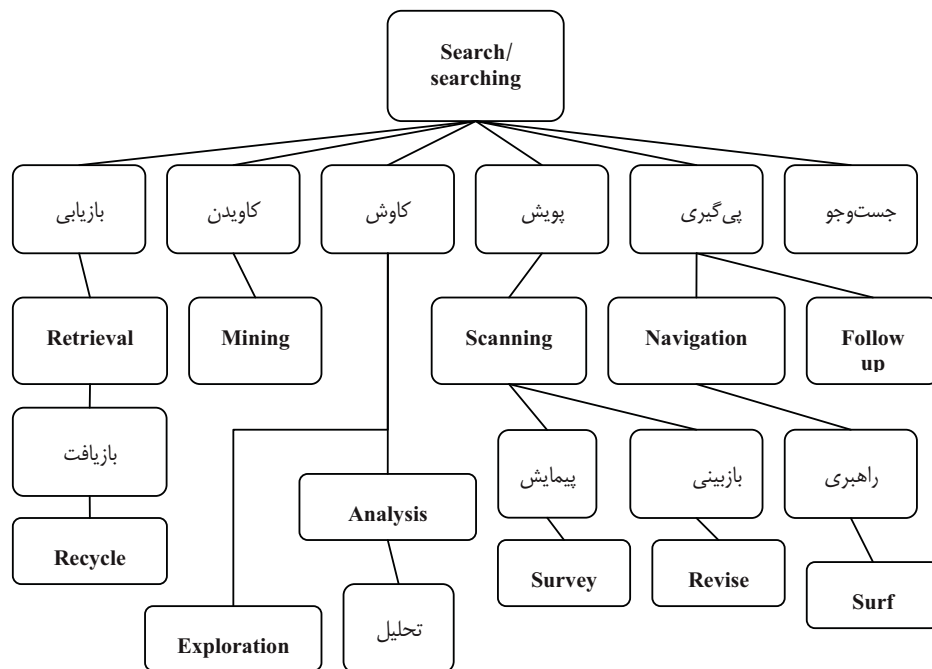 Search/
searching
بازیابی
کاویدن
کاوش
پویش
پی‌گیری
جست‌وجو
Retrieval
Mining
Scanning
Navigation
Follow
up
بازیافت
پیمایش
بازبینی
راهبری
Analysis
Recycle
Survey
Revise
Surf
Exploration
تحلیل